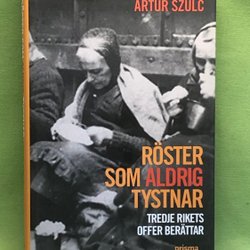 ARTUR SZULC
RÖSTER
SOM ALDRIG
TYSTNAR
TREDJE RIKETS
OFFER BERÄTTAR
prisma